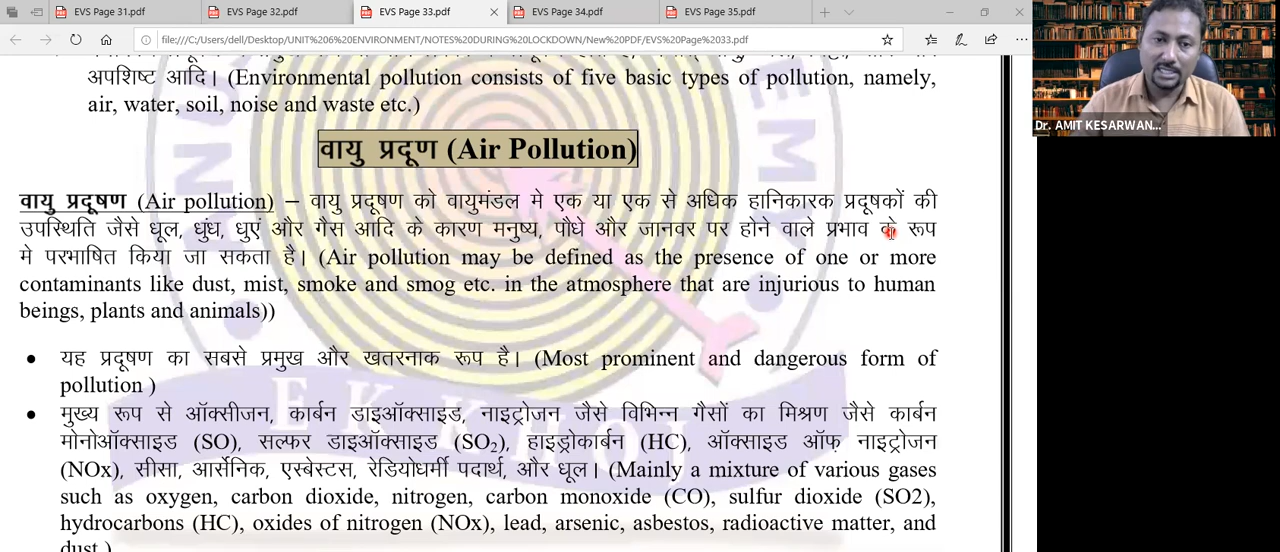 EVS Page 31.pdf EVS Page 32.pdf EVS Page 33.pdf EVS Page 34.pdf EVS Page 35.pdf
file:///C:/Users/dell/Desktop/UNIT%206%20ENVIRONMENT/NOTES%20DURING%20LOCKDOWN/New%20PDF/EVS%20Page%2033.pdf
Dr. AMIT KESARWAN...
अपशिष्ट आदि। (Environmental pollution consists of five basic types of pollution, namely,
air, water, soil, noise and waste etc.)
वायु प्रदूण (Air Pollution)
वायु प्रदूषण (Air pollution) – वायु प्रदूषण को वायुमंडल मे एक या एक से अधिक हानिकारक प्रदूषकों की
उपस्थिति जैसे धूल, धुंध, धुएं और गैस आदि के कारण मनुष्य, पौधे और जानवर पर होने वाले प्रभाव के रूप
मे परभाषित किया जा सकता है। (Air pollution may be defined as the presence of one or more
contaminants like dust, mist, smoke and smog etc. in the atmosphere that are injurious to human
beings, plants and animals))
• यह प्रदूषण का सबसे प्रमुख और खतरनाक रूप है। (Most prominent and dangerous form of
pollution )
• मुख्य रूप से ऑक्सीजन, कार्बन डाइऑक्साइड, नाइट्रोजन जैसे विभिन्न गैसों का मिश्रण जैसे कार्बन
मोनोऑक्साइड (SO), सल्फर डाइऑक्साइड (SO₂), हाइड्रोकार्बन (HC), ऑक्साइड ऑफ़ नाइट्रोजन
(NOx), सीसा, आर्सेनिक, एस्बेस्टस, रेडियोधर्मी पदार्थ, और धूल। (Mainly a mixture of various gases
such as oxygen, carbon dioxide, nitrogen, carbon monoxide (CO), sulfur dioxide (SO2),
hydrocarbons (HC), oxides of nitrogen (NOx), lead, arsenic, asbestos, radioactive matter, and
dust.)
EK KHOJ